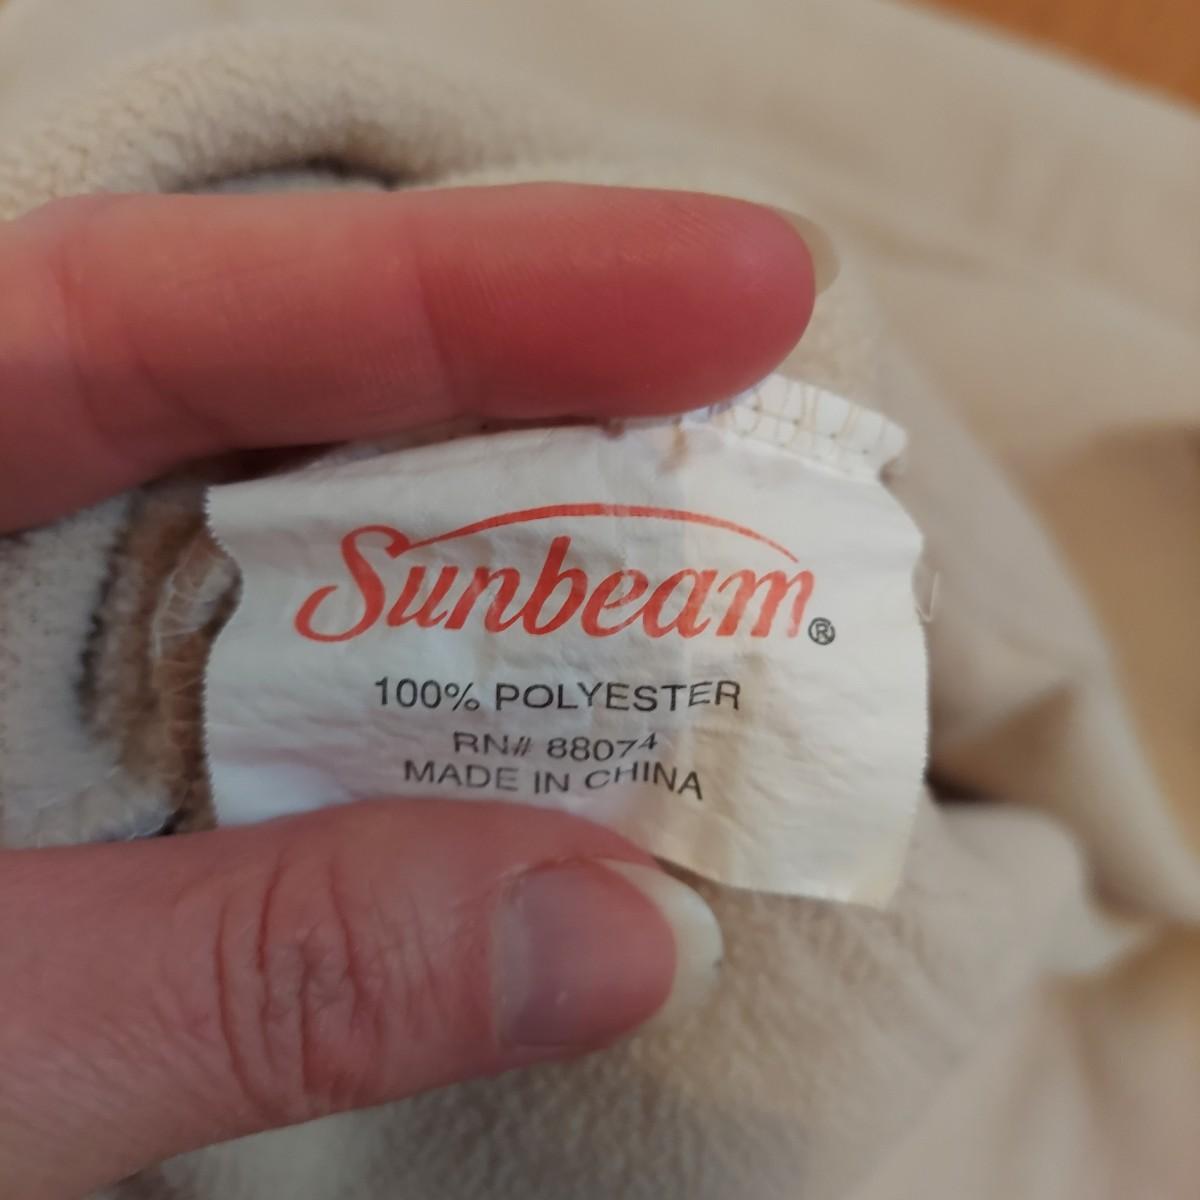 Sunbeam®
100% POLYESTER
RN# 88074
MADE IN CHINA